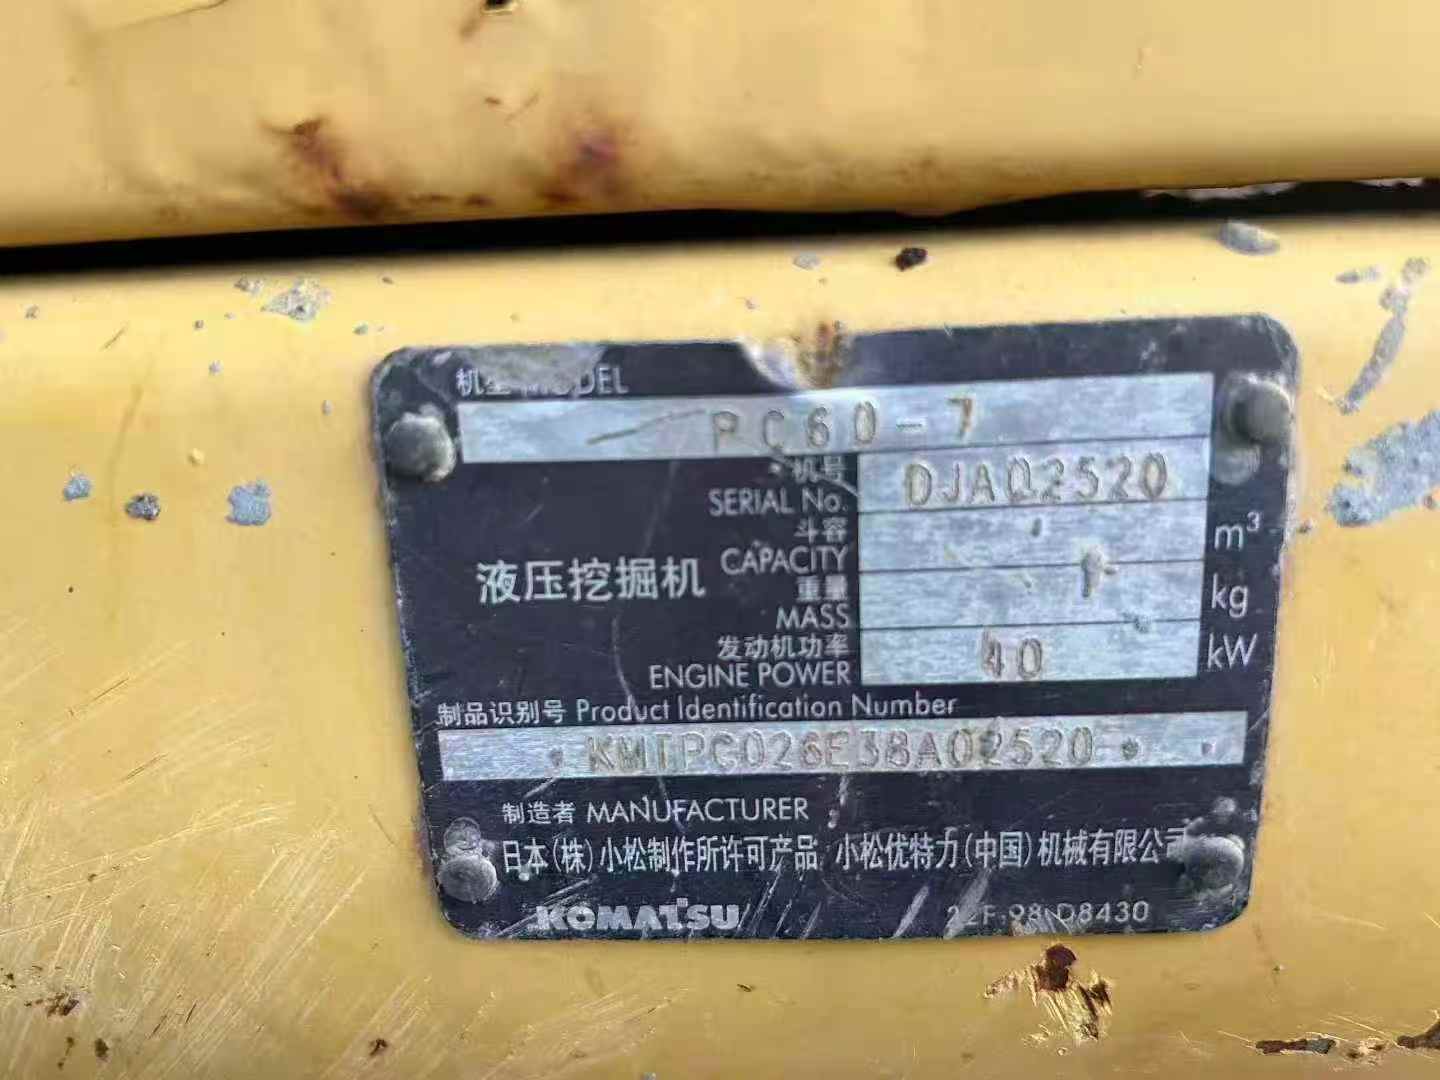 机型 MODEL
PC60-7
机号
SERIAL No.
DJA02520
斗容
CAPACITY
m³
液压挖掘机
重量
MASS
kg
发动机功率
ENGINE POWER
40
kW
制品识别号 Product Identification Number
KMTPC026E38A02520
制造者 MANUFACTURER
日本(株)小松制作所许可产品 小松优特力(中国)机械有限公司
KOMATSU
22F-98-D8430